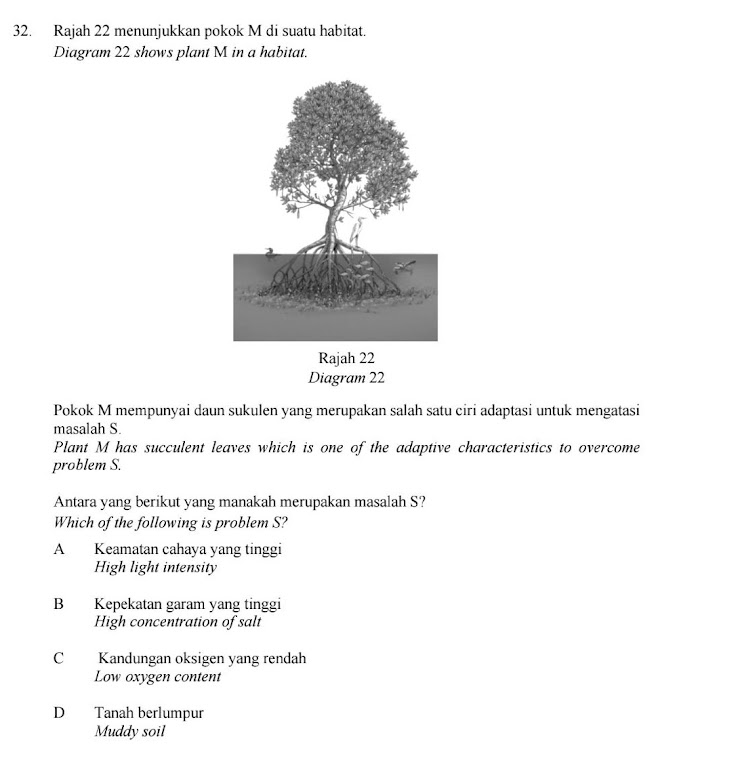 32. Rajah 22 menunjukkan pokok M di suatu habitat.
Diagram 22 shows plant M in a habitat.
Rajah 22
Diagram 22
Pokok M mempunyai daun sukulen yang merupakan salah satu ciri adaptasi untuk mengatasi
masalah S.
Plant M has succulent leaves which is one of the adaptive characteristics to overcome
problem S.
Antara yang berikut yang manakah merupakan masalah S?
Which of the following is problem S?
A Keamatan cahaya yang tinggi
High light intensity
B Kepekatan garam yang tinggi
High concentration of salt
C Kandungan oksigen yang rendah
Low oxygen content
D Tanah berlumpur
Muddy soil